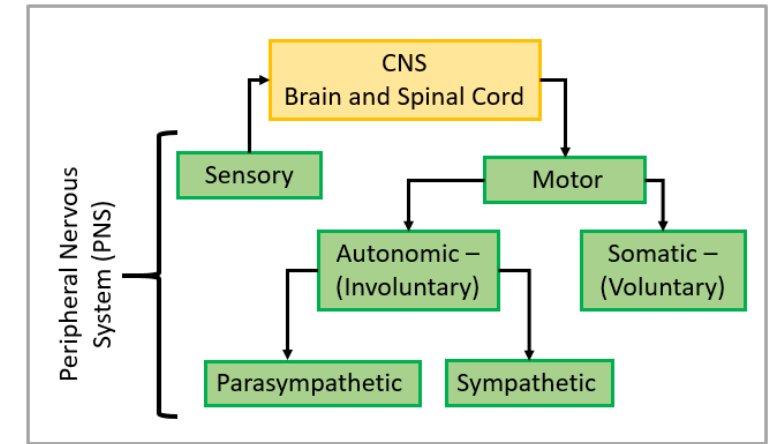 CNS
Brain and Spinal Cord
Sensory
Motor
Peripheral Nervous
System (PNS)
Autonomic –
(Involuntary)
Somatic –
(Voluntary)
Parasympathetic
Sympathetic